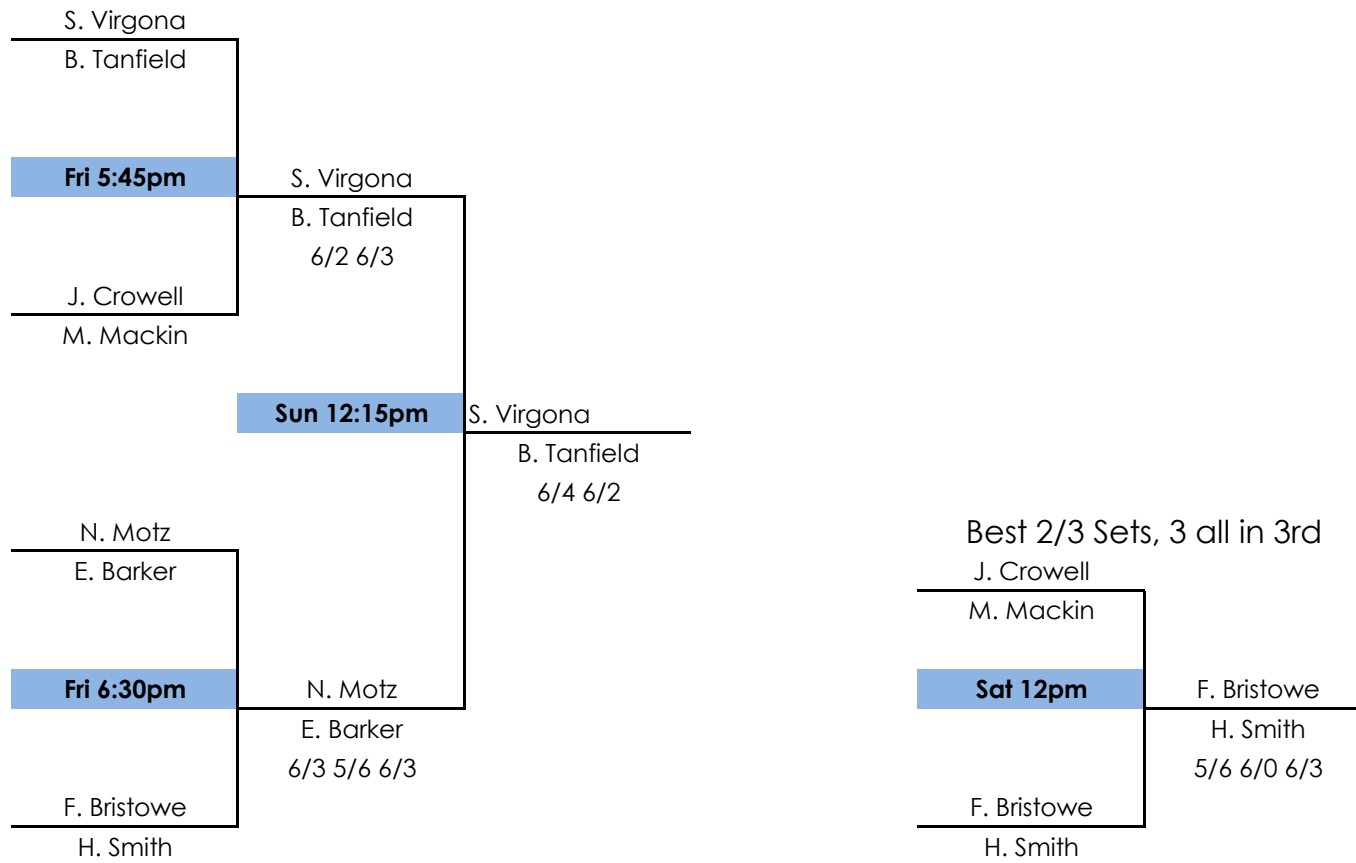 S. Virgona
B. Tanfield
Fri 5:45pm
S. Virgona
B. Tanfield
6/2 6/3
J. Crowell
M. Mackin
Sun 12:15pm
S. Virgona
B. Tanfield
6/4 6/2
N. Motz
E. Barker
Fri 6:30pm
N. Motz
E. Barker
6/3 5/6 6/3
F. Bristowe
H. Smith
Best 2/3 Sets, 3 all in 3rd
J. Crowell
M. Mackin
Sat 12pm
F. Bristowe
H. Smith
5/6 6/0 6/3
F. Bristowe
H. Smith